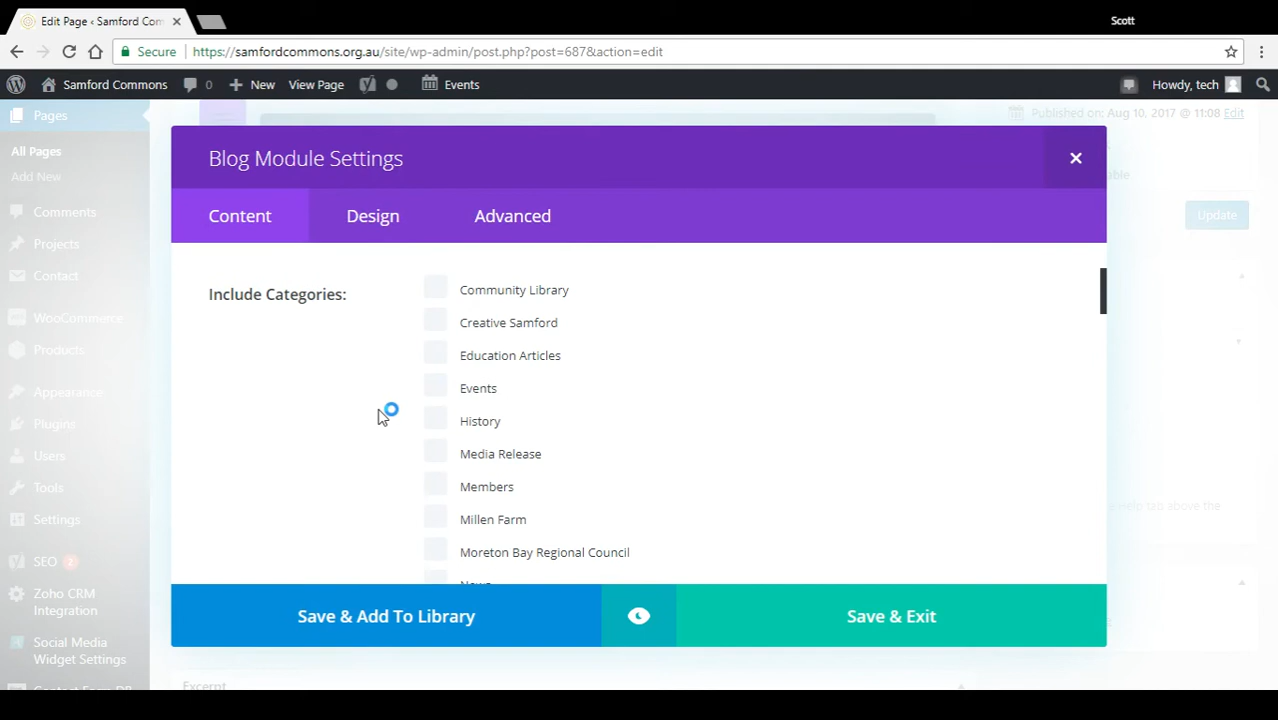 Edit Page ‹ Samford Com
Scott
Secure https://samfordcommons.org.au/site/wp-admin/post.php?post=687&action=edit
Samford Commons 0 New View Page Events Howdy, tech
Pages
Published on: Aug 10, 2017 @ 11:08 Edit
Blog Module Settings
All Pages
Add New
Update
Content Design Advanced
Comments
Projects
Contact
WooCommerce
Products
Appearance
Plugins
Users
Tools
Settings
SEO 2
Zoho CRM
Integration
Social Media
Widget Settings
Include Categories:
Community Library
Creative Samford
Education Articles
Events
History
Media Release
Members
Millen Farm
Moreton Bay Regional Council
News
Help tab above the
Save & Add To Library Save & Exit
Excerpt